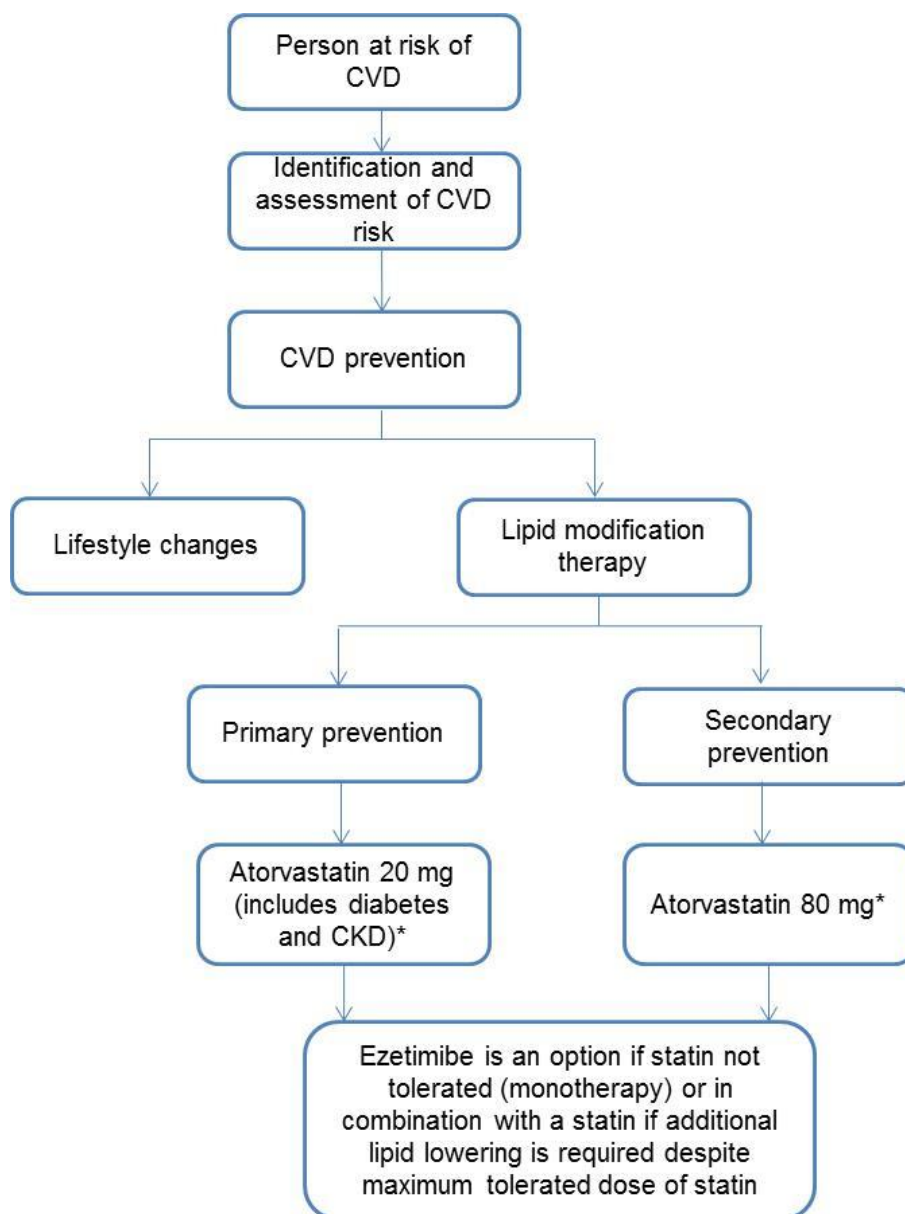 Person at risk of
CVD
Identification and
assessment of CVD
risk
CVD prevention
Lifestyle changes
Lipid modification
therapy
Primary prevention
Secondary
prevention
Atorvastatin 20 mg
(includes diabetes
and CKD)*
Atorvastatin 80 mg*
Ezetimibe is an option if statin not
tolerated (monotherapy) or in
combination with a statin if additional
lipid lowering is required despite
maximum tolerated dose of statin